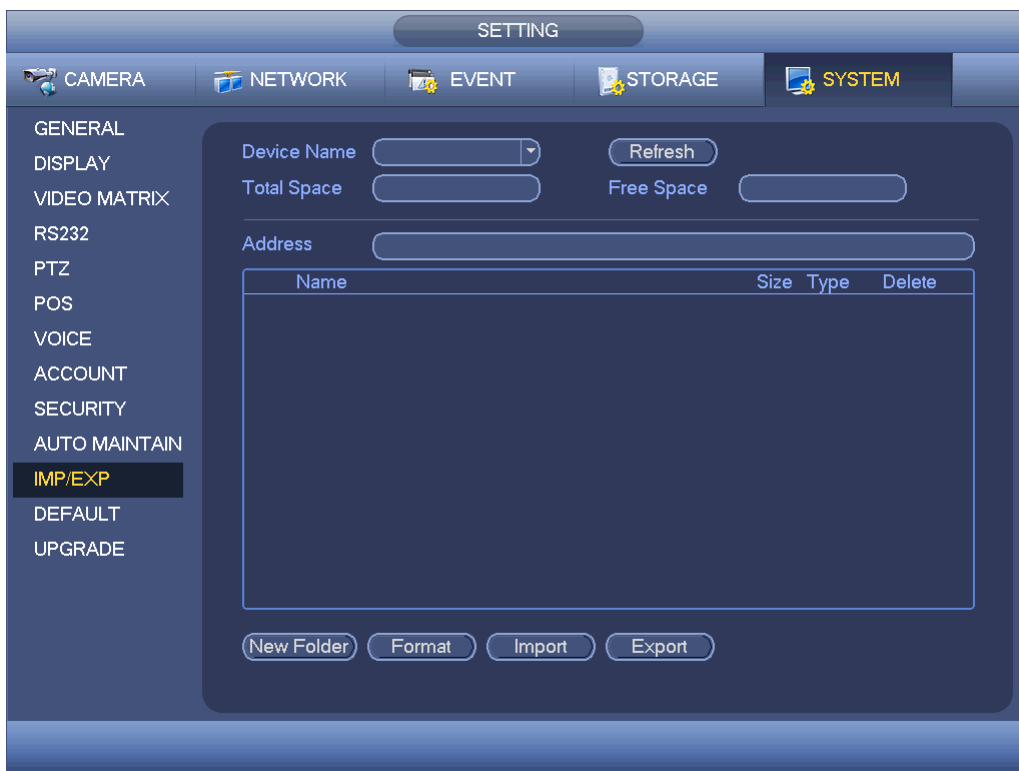 SETTING
CAMERA NETWORK EVENT STORAGE SYSTEM
GENERAL
DISPLAY
VIDEO MATRIX
RS232
PTZ
POS
VOICE
ACCOUNT
SECURITY
AUTO MAINTAIN
IMP/EXP
DEFAULT
UPGRADE
Device Name Refresh
Total Space Free Space
Address
Name Size Type Delete
New Folder Format Import Export